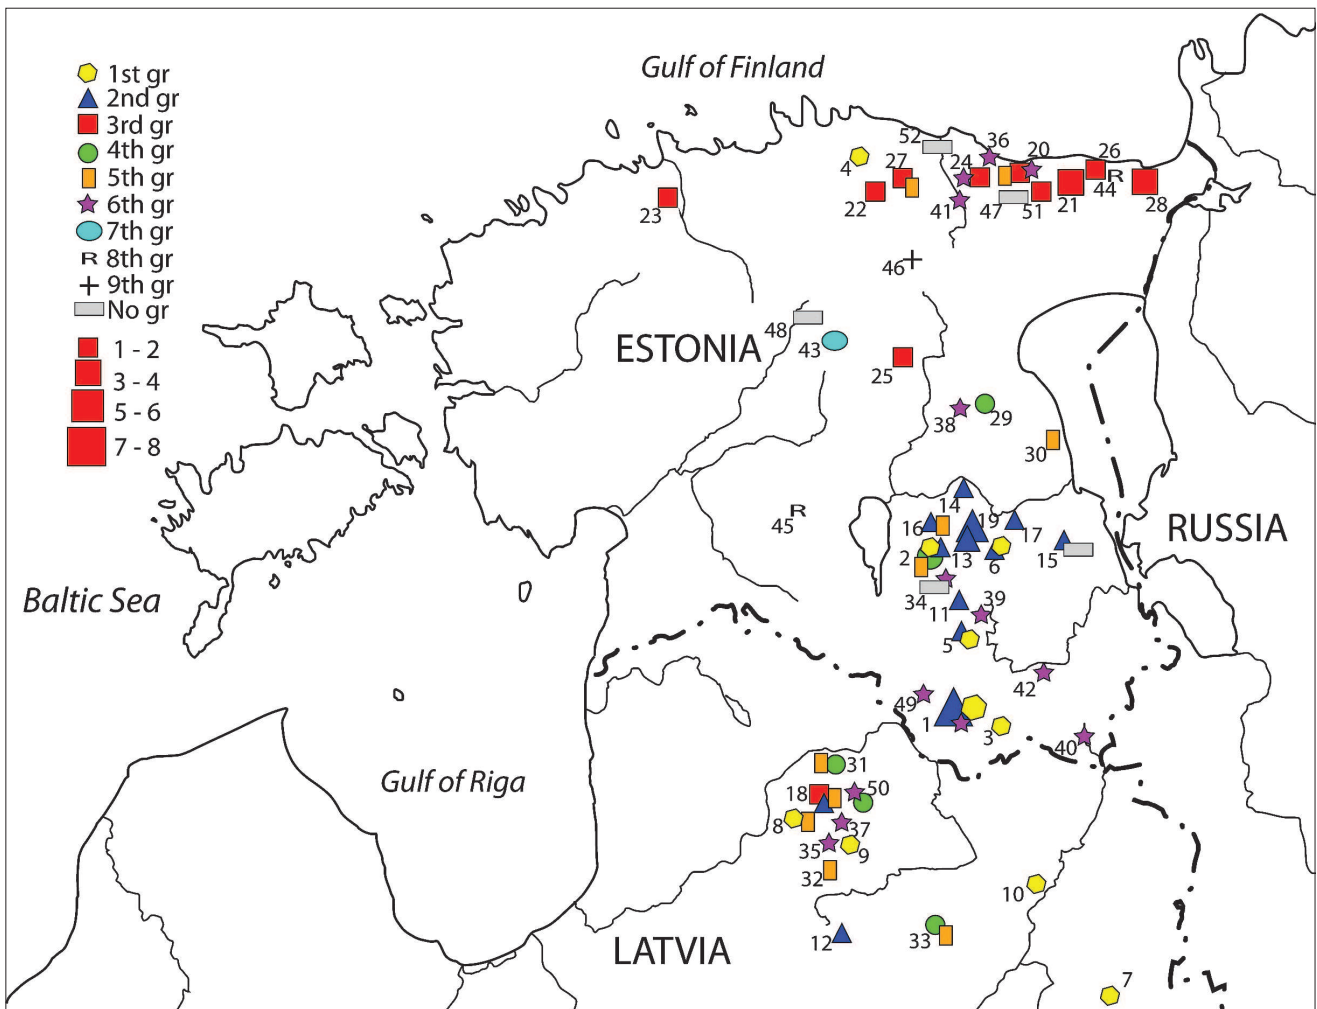 Gulf of Finland
1st gr
2nd gr
3rd gr
4th gr
5th gr
6th gr
7th gr
R 8th gr
9th gr
No gr
1 - 2
3 - 4
5 - 6
7 - 8
52
36
20
26
4
27
24
R
44
23
22
41
47
51
21
28
46
48
43
ESTONIA
25
38
29
30
14
R
45
16
19
17
RUSSIA
2
13
6
15
Baltic Sea
34
11
39
5
42
49
1
3
40
31
Gulf of Riga
18
50
8
37
35
9
32
10
12
33
LATVIA
7